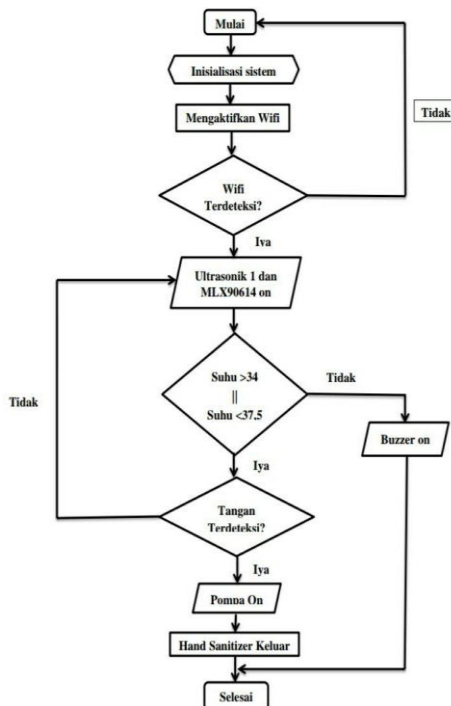 Mulai
Inisialisasi sistem
Mengaktifkan Wifi
Tidak
Wifi
Terdeteksi?
Iya
Ultrasonik 1 dan
MLX90614 on
Suhu >34
||
Suhu <37.5
Tidak
Tidak
Buzzer on
Iya
Tangan
Terdeteksi?
Iya
Pompa On
Hand Sanitizer Keluar
Selesai